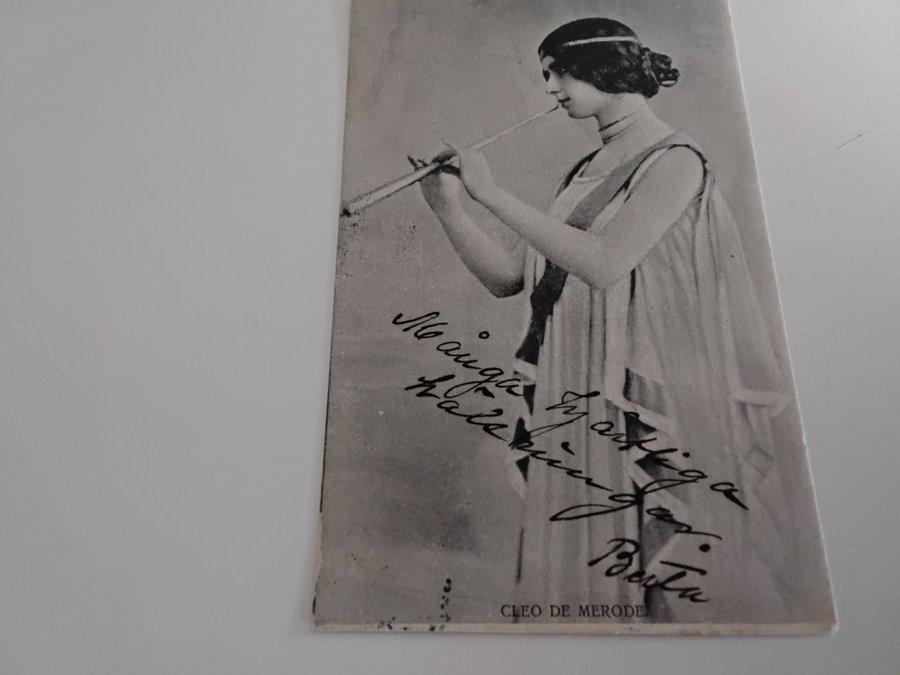 Många hjärtliga
hälsningar.
Berta
CLEO DE MERODE.